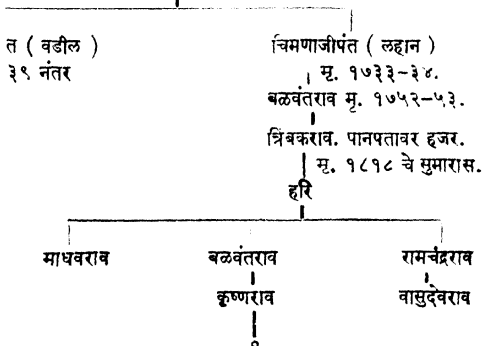 त ( वडील )
३९ नंतर
चिमणाजीपंत ( लहान )
मृ. १७३३-३४.
बळवंतराव मृ. १७५२-५३.
त्रिंबकराव. पानपतावर हजर.
मृ. १८१८ चे सुमारास.
हरि
माधवराव बळवंतराव रामचंद्रराव
कृष्णराव वासुदेवराव